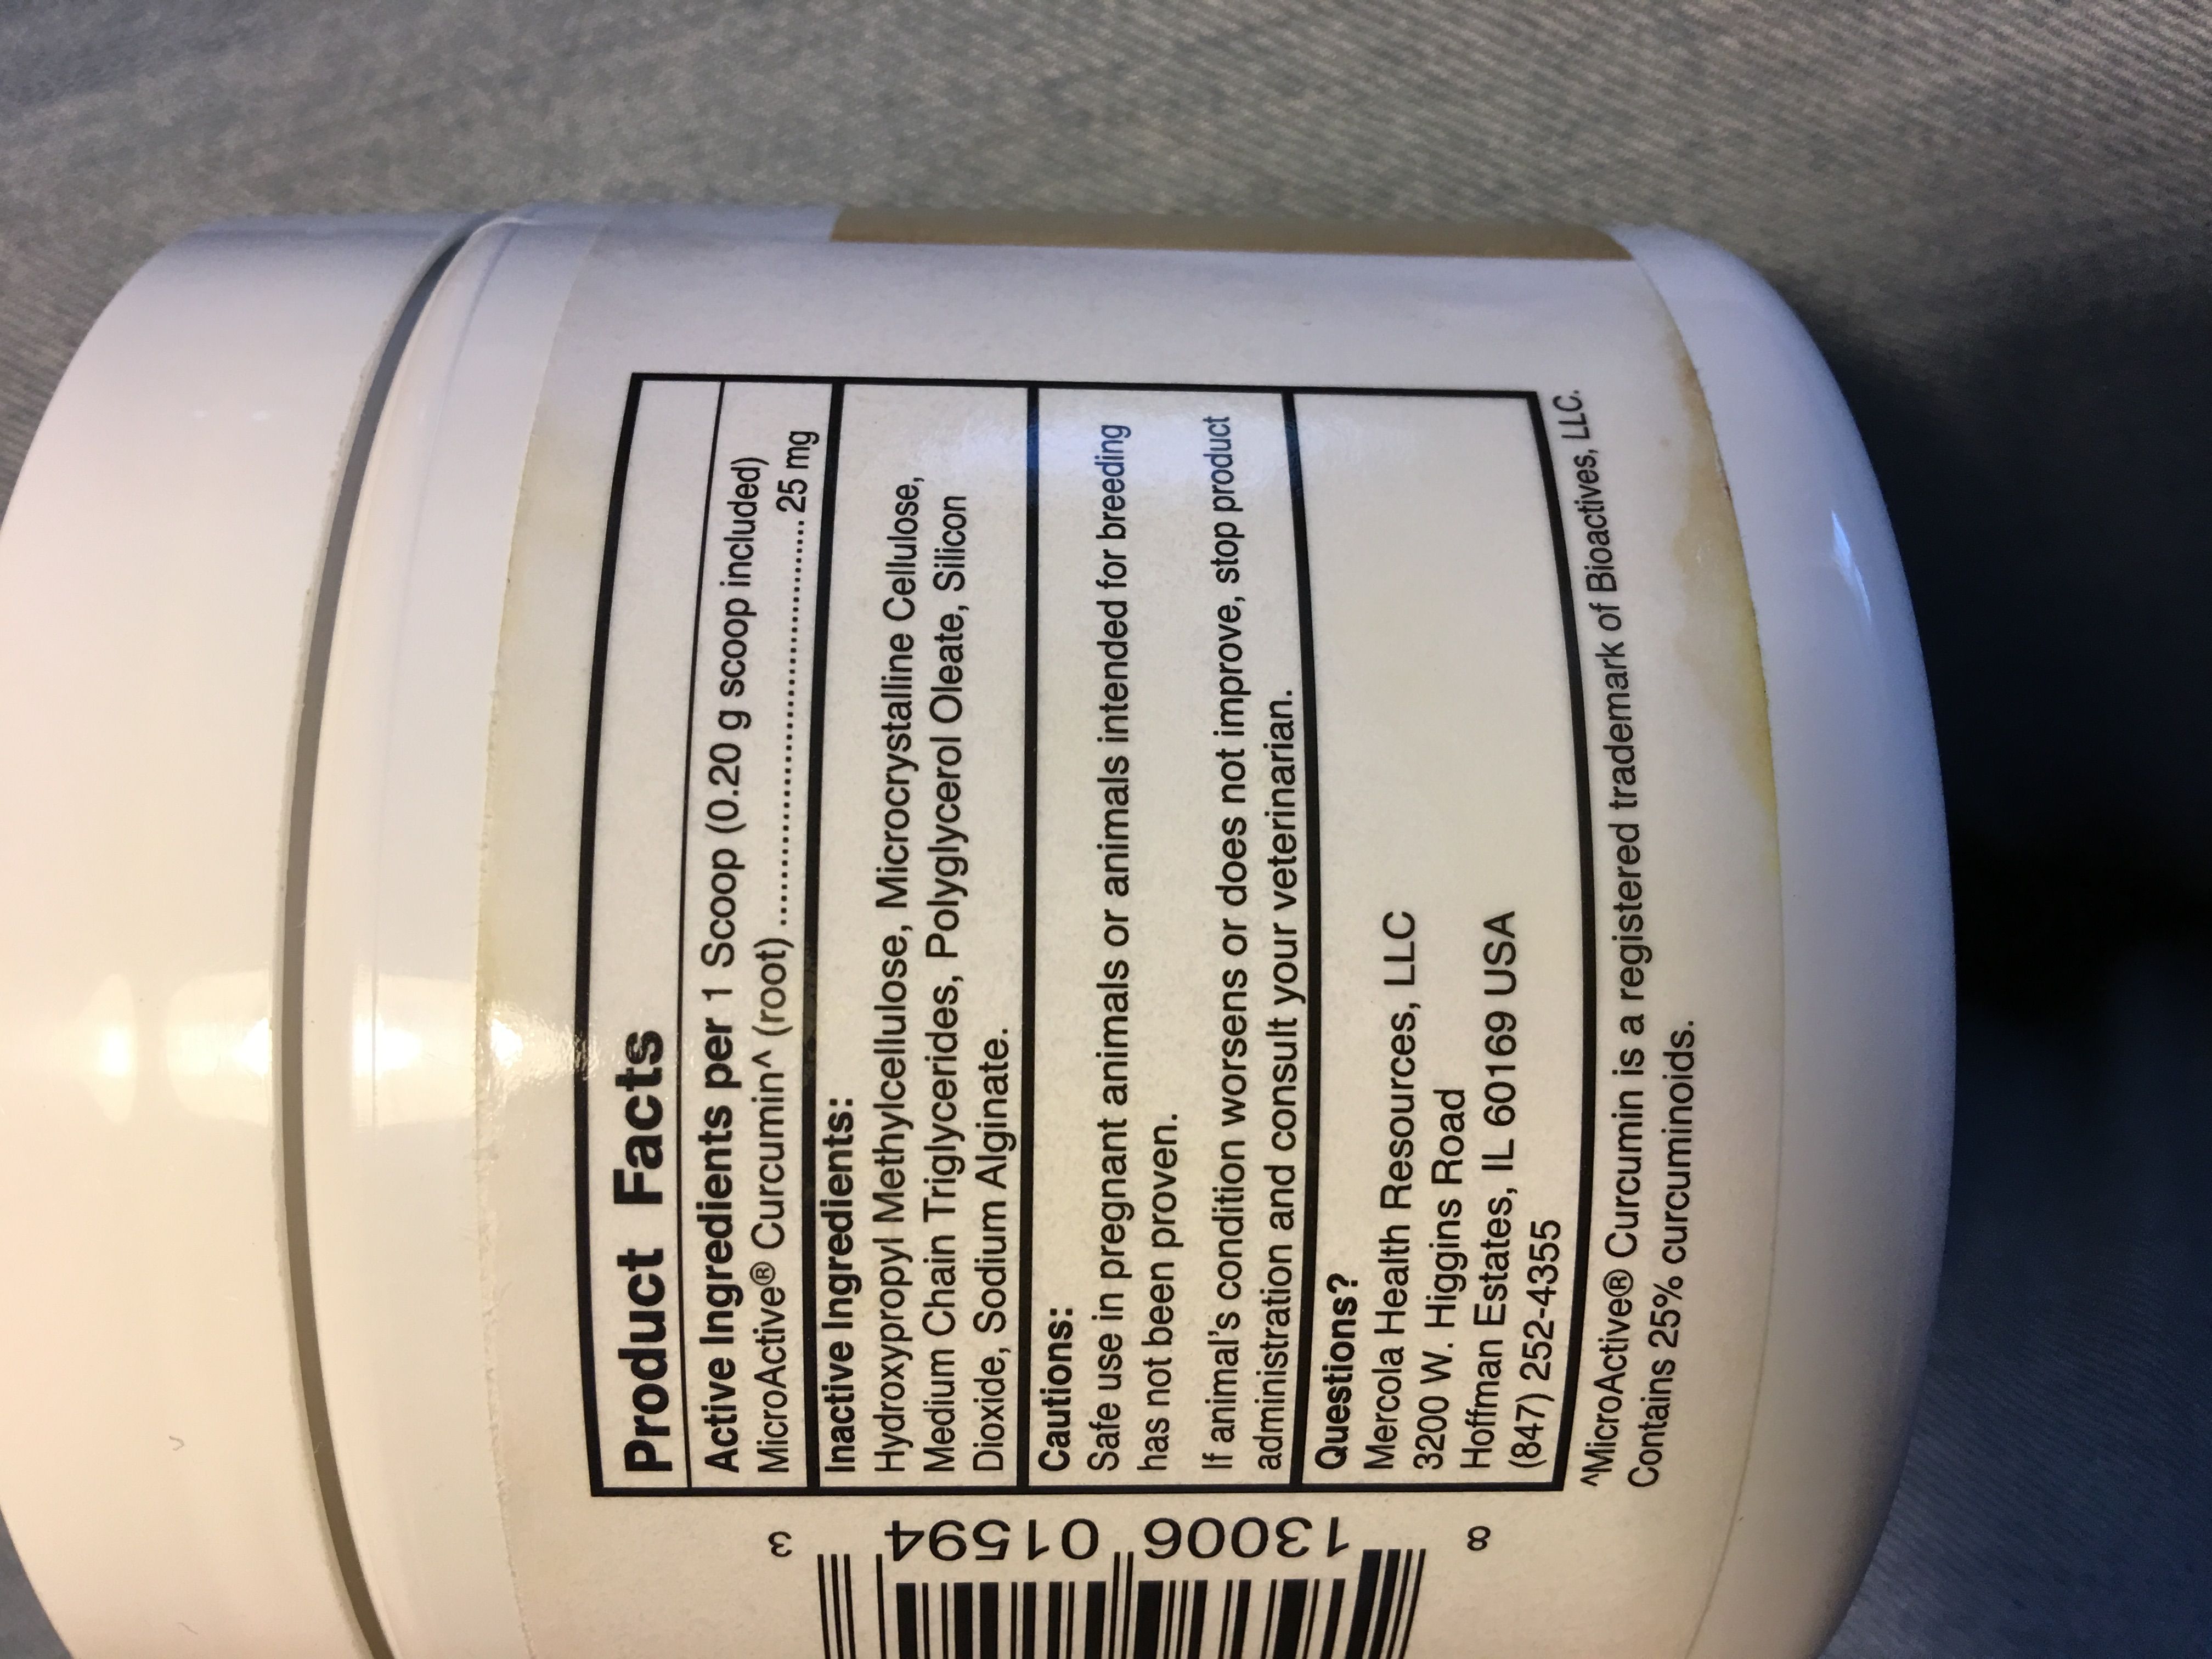 Product Facts
Active Ingredients per 1 Scoop (0.20 g scoop included)
MicroActive® Curcumin^ (root)........................................25 mg
Inactive Ingredients:
Hydroxypropyl Methylcellulose, Microcrystalline Cellulose,
Medium Chain Triglycerides, Polyglycerol Oleate, Silicon
Dioxide, Sodium Alginate.
Cautions:
Safe use in pregnant animals or animals intended for breeding
has not been proven.
If animal's condition worsens or does not improve, stop product
administration and consult your veterinarian.
Questions?
Mercola Health Resources, LLC
3200 W. Higgins Road
Hoffman Estates, IL 60169 USA
(847) 252-4355
^MicroActive® Curcumin is a registered trademark of Bioactives, LLC.
Contains 25% curcuminoids.
8 13006 01594 3